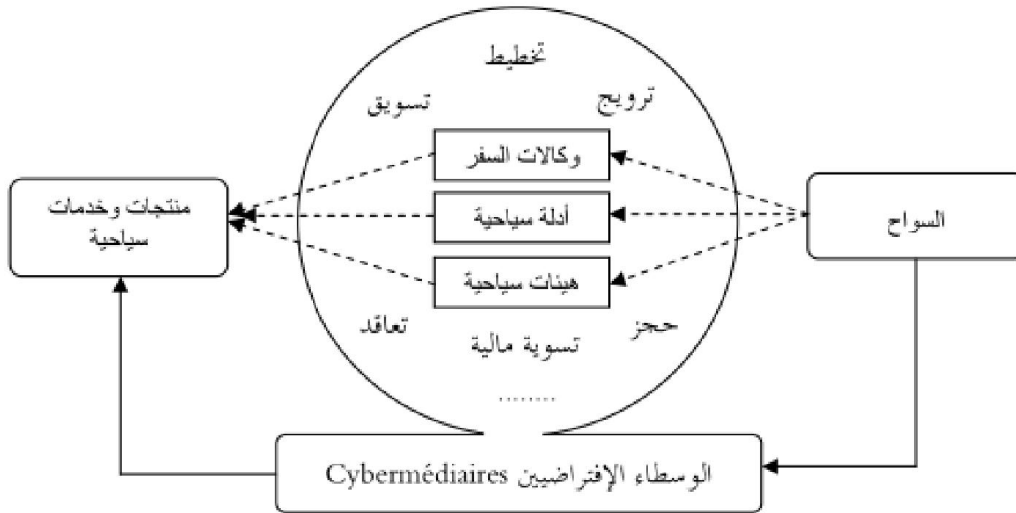 تخطيط
ترويج
تسويق
وكالات السفر
السواح
أدلة سياحية
منتجات وخدمات
سياحية
هيئات سياحية
حجز
تعاقد
تسوية مالية
........
الوسطاء الإفتراضيين Cybermédiaires